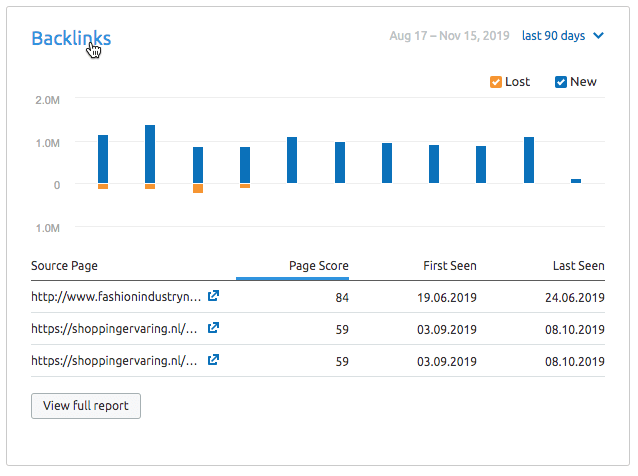 Backlinks
Aug 17 – Nov 15, 2019 last 90 days
Lost New
2.0M
1.0M
0
1.0M
Source Page Page Score First Seen Last Seen
http://www.fashionindustryn... 84 19.06.2019 24.06.2019
https://shoppingervaring.nl/... 59 03.09.2019 08.10.2019
https://shoppingervaring.nl/... 59 03.09.2019 08.10.2019
View full report